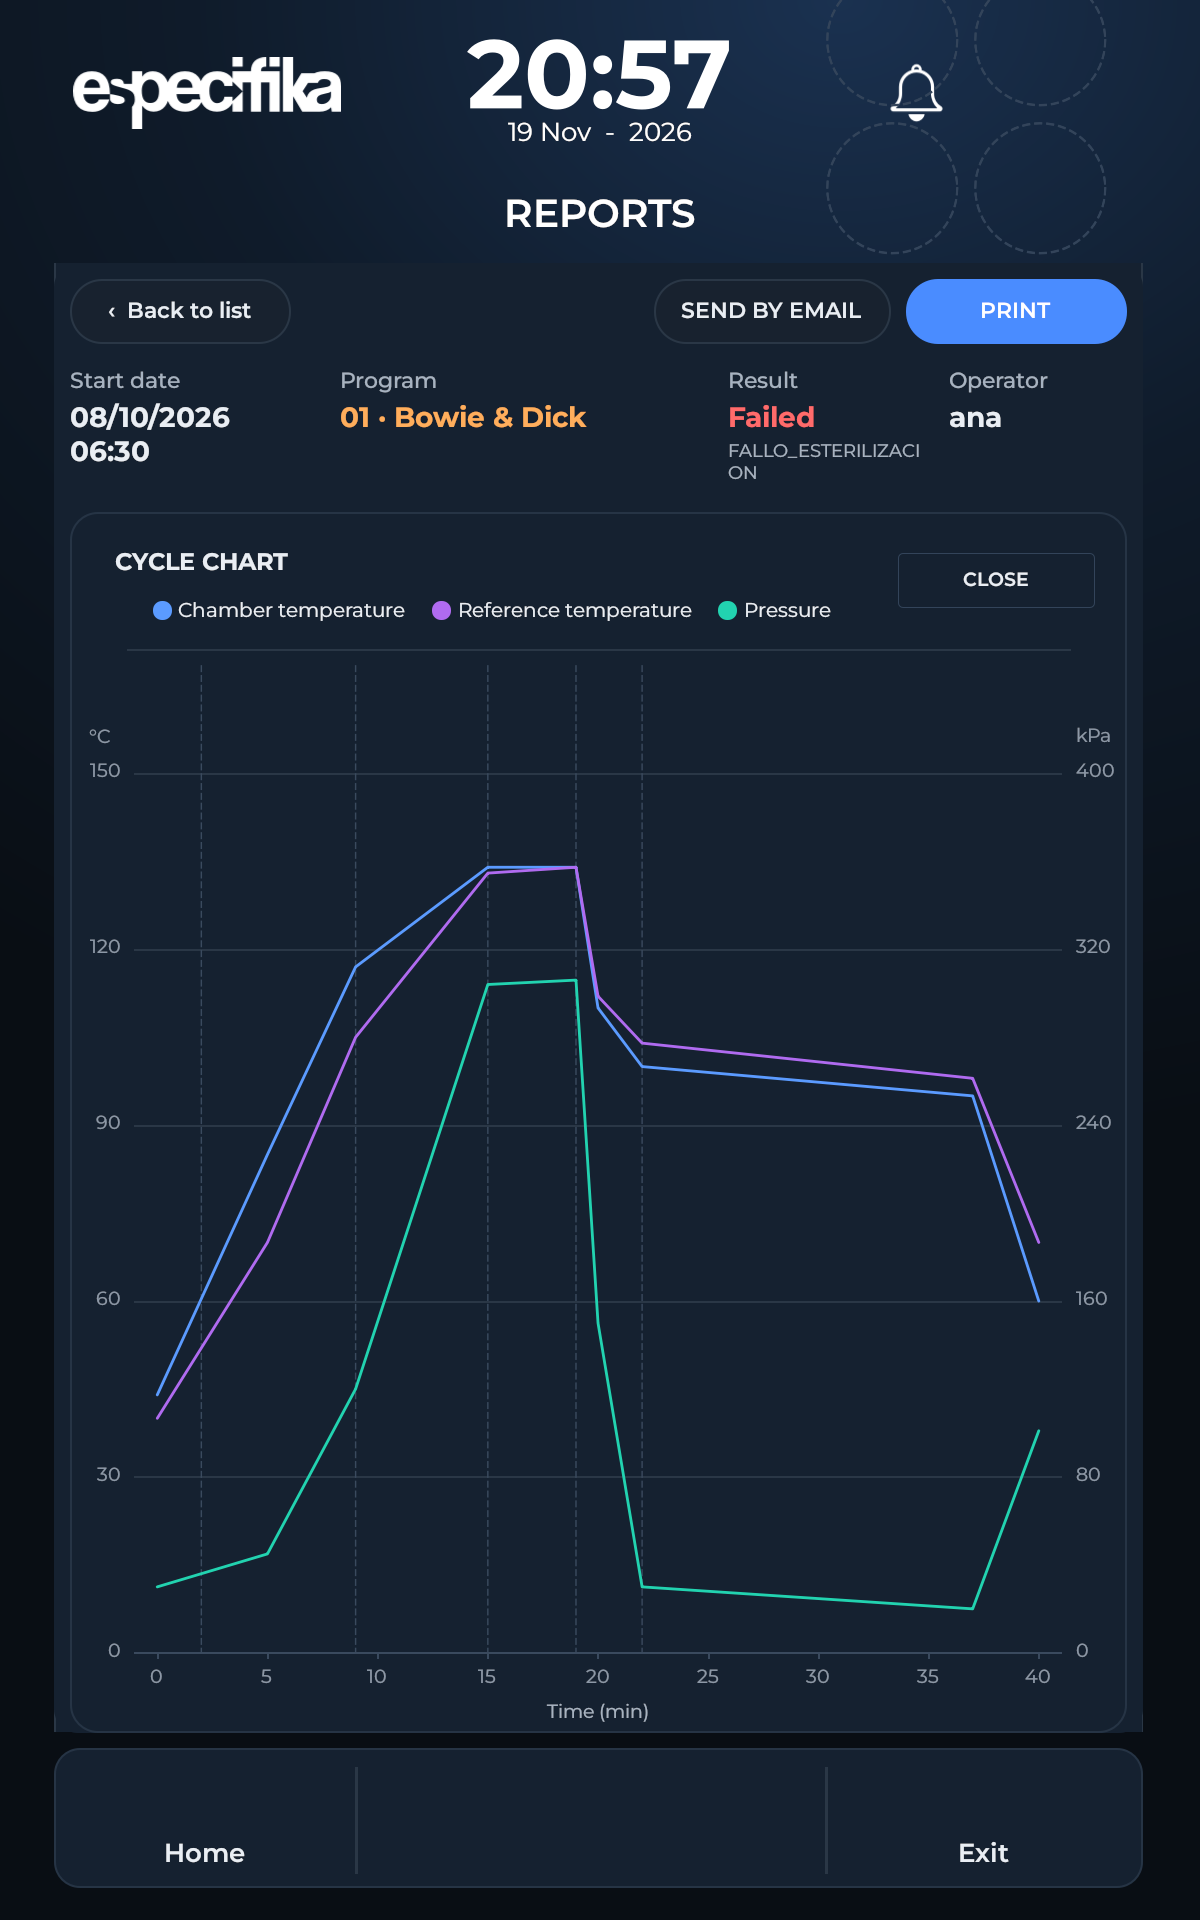 especifika
20:57
19 Nov - 2026
REPORTS
‹ Back to list
SEND BY EMAIL
PRINT
Start date
08/10/2026
06:30
Program
01 · Bowie & Dick
Result
Failed
FALLO_ESTERILIZACI
ON
Operator
ana
CYCLE CHART
CLOSE
Chamber temperature
Reference temperature
Pressure
°C
kPa
150
400
120
320
90
240
60
160
30
80
0
0
0 5 10 15 20 25 30 35 40
Time (min)
Home
Exit